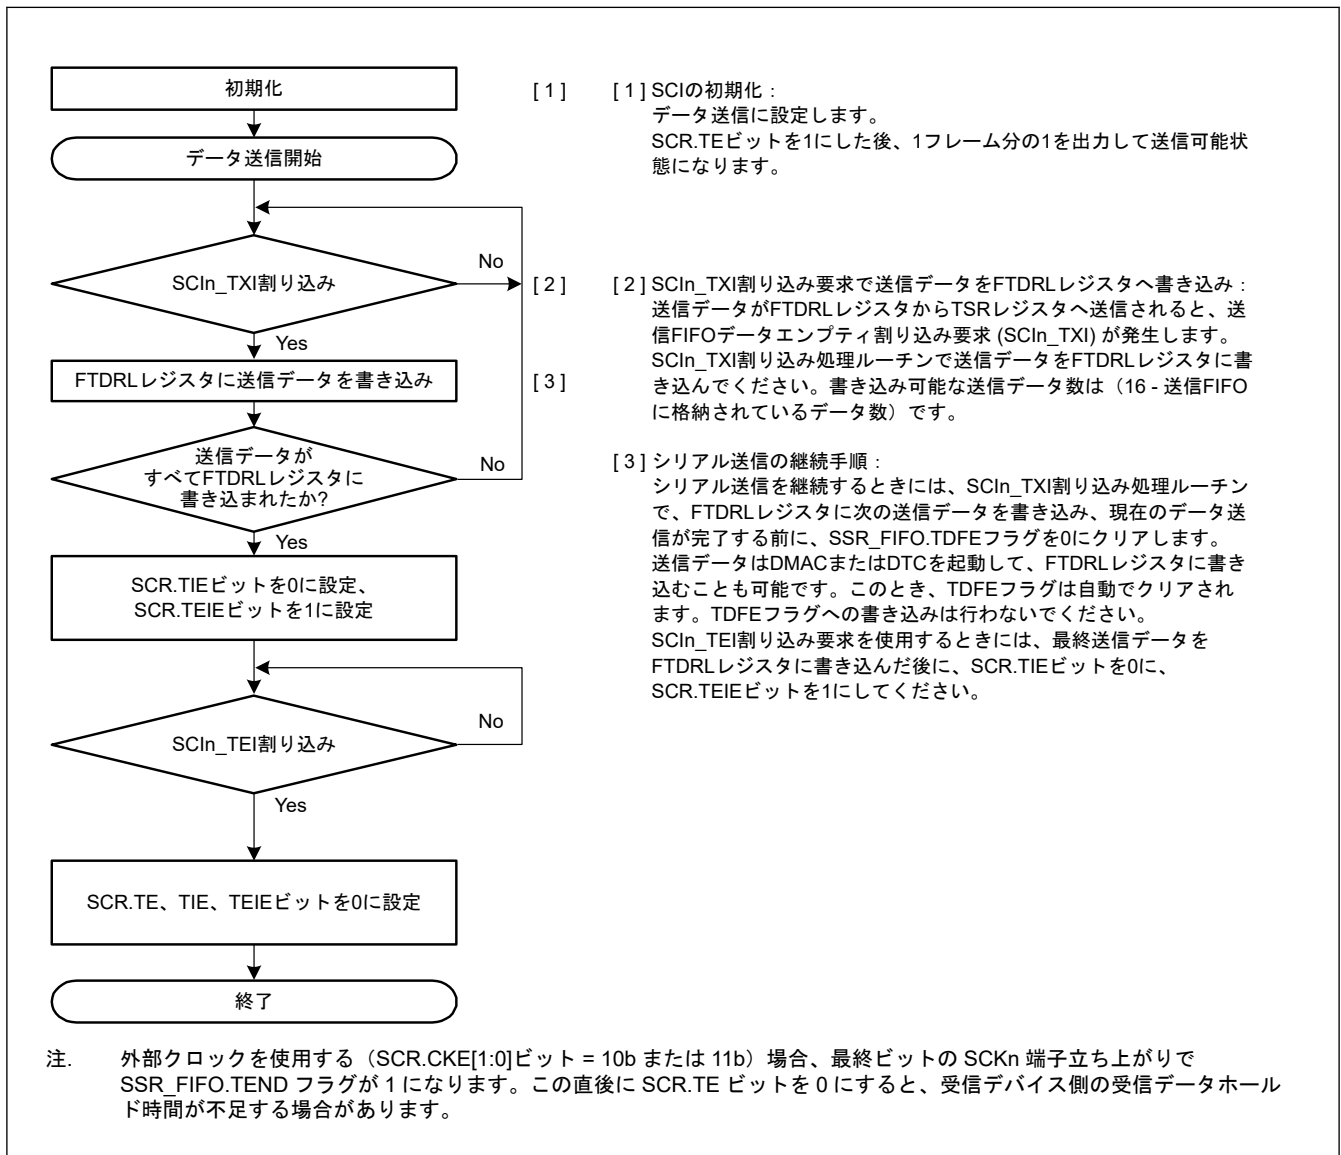 初期化
データ送信開始
SCIn_TXI割り込み
No
Yes
FTDRLレジスタに送信データを書き込み
送信データが
すべてFTDRLレジスタに
書き込まれたか?
No
Yes
SCR.TIEビットを0に設定、
SCR.TEIEビットを1に設定
SCIn_TEI割り込み
No
Yes
SCR.TE、TIE、TEIEビットを0に設定
終了
[ 1 ]
[ 2 ]
[ 3 ]
[ 1 ] SCIの初期化：
データ送信に設定します。
SCR.TEビットを1にした後、1フレーム分の1を出力して送信可能状
態になります。
[ 2 ] SCIn_TXI割り込み要求で送信データをFTDRLレジスタへ書き込み：
送信データがFTDRLレジスタからTSRレジスタへ送信されると、送
信FIFOデータエンプティ割り込み要求 (SCIn_TXI) が発生します。
SCIn_TXI割り込み処理ルーチンで送信データをFTDRLレジスタに書
き込んでください。書き込み可能な送信データ数は（16 - 送信FIFO
に格納されているデータ数）です。
[ 3 ] シリアル送信の継続手順：
シリアル送信を継続するときには、SCIn_TXI割り込み処理ルーチン
で、FTDRLレジスタに次の送信データを書き込み、現在のデータ送
信が完了する前に、SSR_FIFO.TDFEフラグを0にクリアします。
送信データはDMACまたはDTCを起動して、FTDRLレジスタに書き
込むことも可能です。このとき、TDFEフラグは自動でクリアされ
ます。TDFEフラグへの書き込みは行わないでください。
SCIn_TEI割り込み要求を使用するときには、最終送信データを
FTDRLレジスタに書き込んだ後に、SCR.TIEビットを0に、
SCR.TEIEビットを1にしてください。
注. 外部クロックを使用する（SCR.CKE[1:0]ビット = 10b または 11b）場合、最終ビットの SCKn 端子立ち上がりで
SSR_FIFO.TEND フラグが 1 になります。この直後に SCR.TE ビットを 0 にすると、受信デバイス側の受信データホール
ド時間が不足する場合があります。